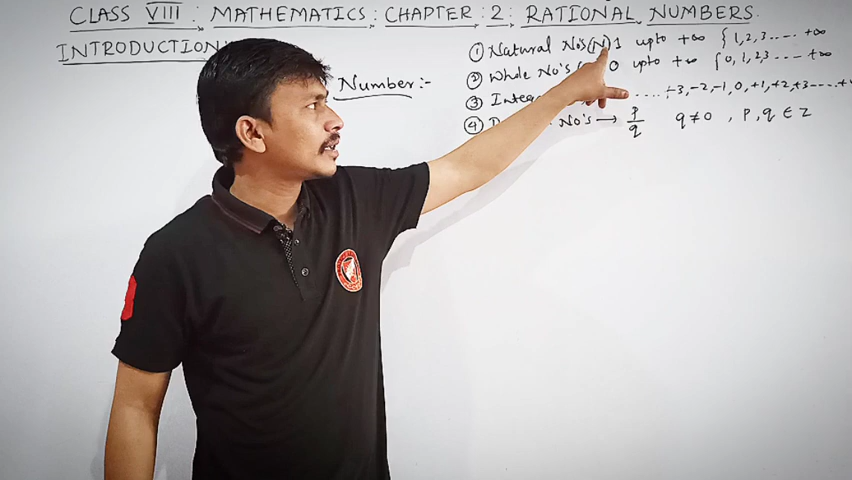 CLASS VIII : MATHEMATICS : CHAPTER : 2 : RATIONAL NUMBERS.
INTRODUCTION
Number:-
① Natural No's (N) 1 upto +∞ {1, 2, 3 ..... +∞
② Whole No's 0 upto +∞ {0, 1, 2, 3 .... +∞
③ ...., -3, -2, -1, 0, +1, +2, +3 ....
④ No's → p/q q ≠ 0 , P, q ∈ Z